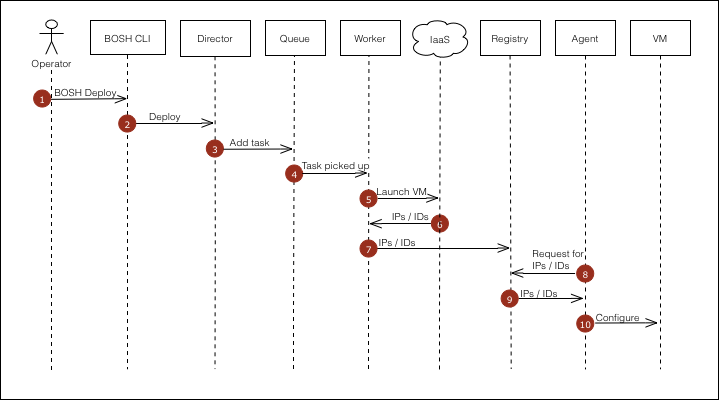 Operator
BOSH CLI
Director
Queue
Worker
IaaS
Registry
Agent
VM
1 BOSH Deploy
2 Deploy
3 Add task
4 Task picked up
5 Launch VM
IPs / IDs 6
7 IPs / IDs
Request for
IPs / IDs 8
9 IPs / IDs
10 Configure